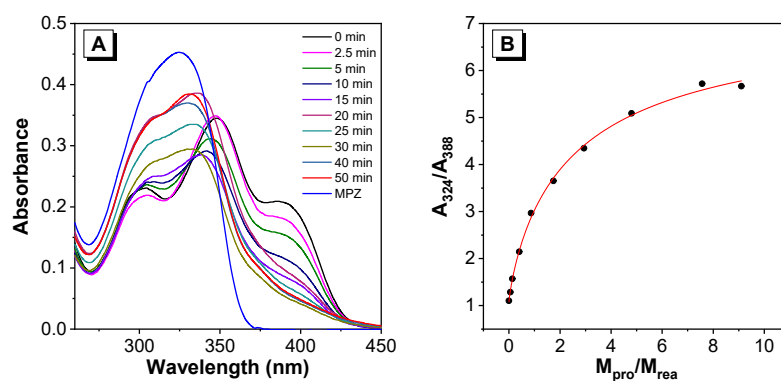 A
Absorbance
0.5
0.4
0.3
0.2
0.1
0.0
300
350
400
450
Wavelength (nm)
0 min
2.5 min
5 min
10 min
15 min
20 min
25 min
30 min
40 min
50 min
MPZ
B
A324/A388
7
6
5
4
3
2
1
0
2
4
6
8
10
Mpro/Mrea